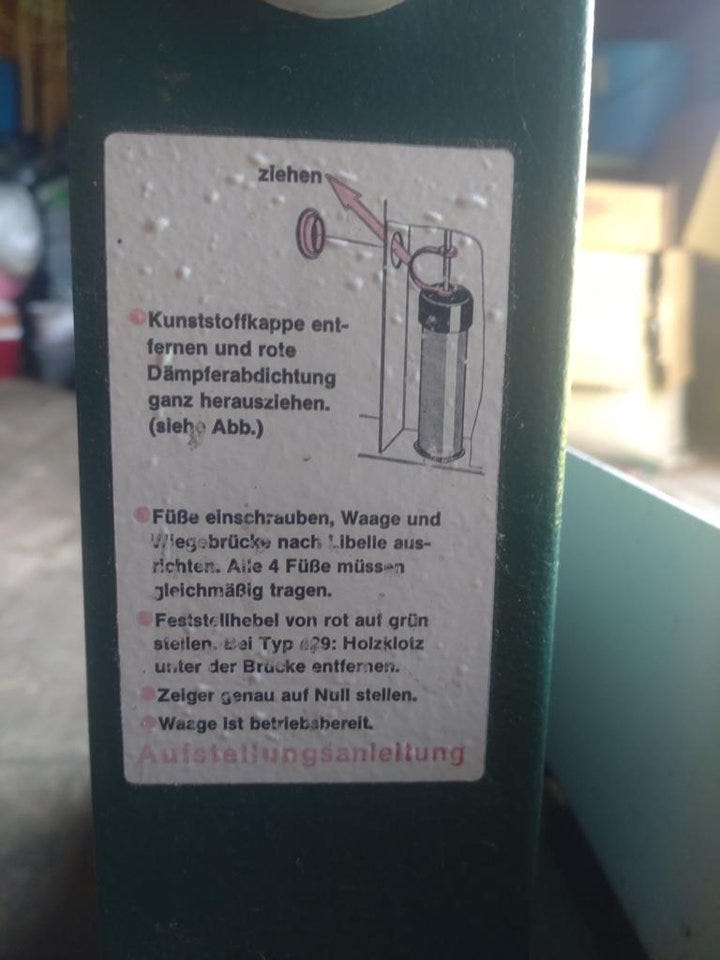 ziehen
Kunststoffkappe ent-
fernen und rote
Dämpferabdichtung
ganz herausziehen.
(siehe Abb.)
Füße einschrauben, Waage und
Wiegebrücke nach Libelle aus-
richten. Alle 4 Füße müssen
gleichmäßig tragen.
Feststellhebel von rot auf grün
stellen. Bei Typ Holzklotz
unter der Brücke entfernen.
Zeiger genau auf Null stellen.
Waage ist betriebsbereit.
Aufstellungsanleitung